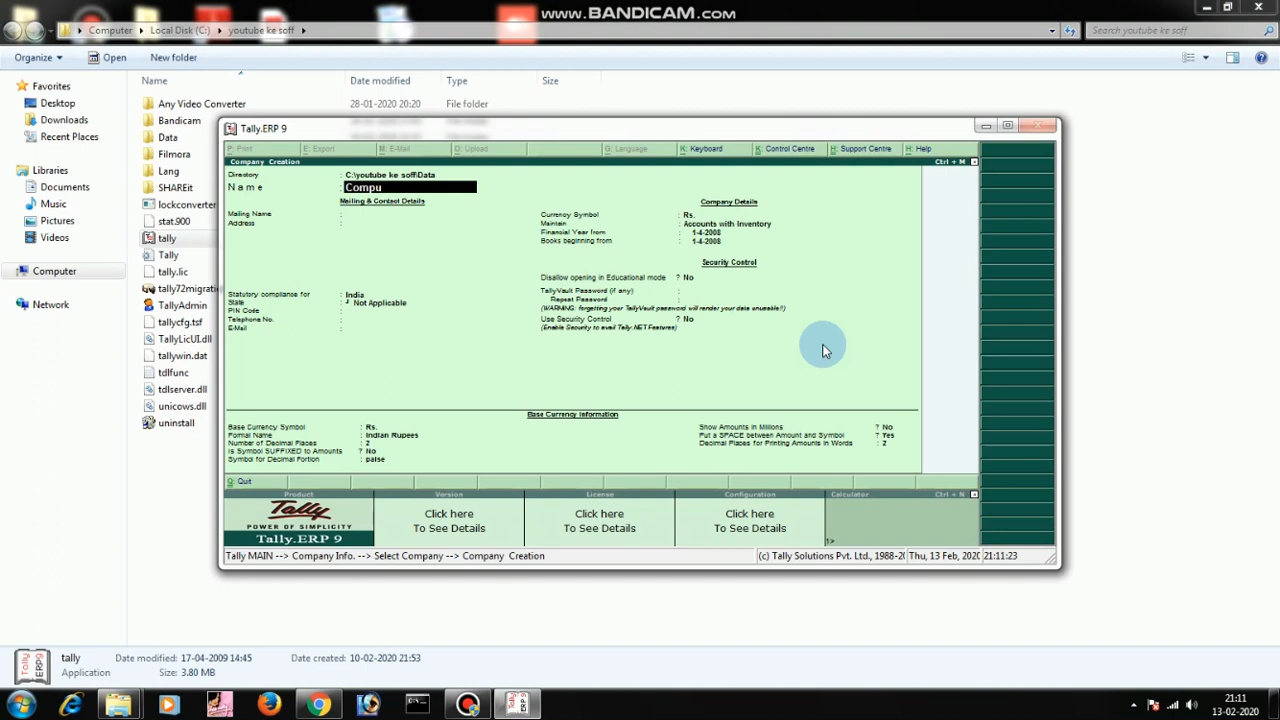 www.BANDICAM.com
Computer
Local Disk (C:)
youtube ke soff
Search youtube ke soff
Organize
Open
New folder
Favorites
Desktop
Downloads
Recent Places
Libraries
Documents
Music
Pictures
Videos
Computer
Network
Name
Date modified
Type
Size
Any Video Converter
28-01-2020 20:20
File folder
Bandicam
Data
Filmora
Lang
SHAREit
lockconverter
stat.900
tally
Tally
tally.lic
tally72migrati
TallyAdmin
tallycfg.tsf
TallyLicUI.dll
tallywin.dat
tdlfunc
tdlserver.dll
unicows.dll
uninstall
Tally.ERP 9
P: Print
E: Export
M: E-Mail
O: Upload
G: Language
K: Keyboard
K: Control Centre
H: Support Centre
H: Help
Company Creation
Ctrl + M
Directory : C:\youtube ke soff\Data
Name : Compu
Mailing & Contact Details
Mailing Name :
Address :
Statutory compliance for : India
State : Not Applicable
PIN Code :
Telephone No. :
E-Mail :
Company Details
Currency Symbol : Rs.
Maintain : Accounts with Inventory
Financial Year from : 1-4-2008
Books beginning from : 1-4-2008
Security Control
Disallow opening in Educational mode ? No
TallyVault Password (if any) :
Repeat Password :
(WARNING: forgetting your TallyVault password will render your data unusable!!)
Use Security Control ? No
(Enable Security to avail Tally.NET Features)
Base Currency Information
Base Currency Symbol : Rs.
Formal Name : Indian Rupees
Number of Decimal Places : 2
Is Symbol SUFFIXED to Amounts ? No
Symbol for Decimal Portion : paise
Show Amounts in Millions ? No
Put a SPACE between Amount and Symbol ? Yes
Decimal Places for Printing Amounts in Words : 2
Q: Quit
Product
Version
License
Configuration
Calculator
Ctrl + N
Tally
POWER OF SIMPLICITY
Tally.ERP 9
Click here
To See Details
Click here
To See Details
Click here
To See Details
1>
Tally MAIN --> Company Info. --> Select Company --> Company Creation
(c) Tally Solutions Pvt. Ltd., 1988-20
Thu, 13 Feb, 2020
21:11:23
tally
Application
Date modified: 17-04-2009 14:45
Size: 3.80 MB
Date created: 10-02-2020 21:53
Tally
ERP9
21:11
13-02-2020